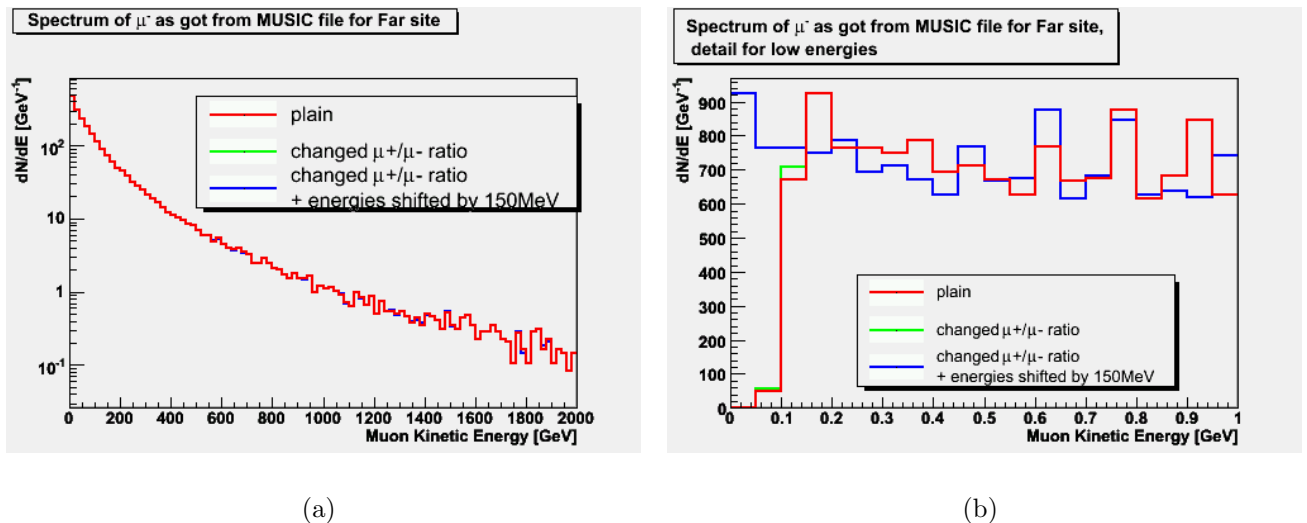 Spectrum of μ⁻ as got from MUSIC file for Far site
dN/dE [GeV⁻¹]
10²
10
1
10⁻¹
plain
changed μ+/μ- ratio
changed μ+/μ- ratio
+ energies shifted by 150MeV
0 200 400 600 800 1000 1200 1400 1600 1800 2000
Muon Kinetic Energy [GeV]
(a)
Spectrum of μ⁻ as got from MUSIC file for Far site,
detail for low energies
dN/dE [GeV⁻¹]
900
800
700
600
500
400
300
200
100
0
plain
changed μ+/μ- ratio
changed μ+/μ- ratio
+ energies shifted by 150MeV
0 0.1 0.2 0.3 0.4 0.5 0.6 0.7 0.8 0.9 1
Muon Kinetic Energy [GeV]
(b)